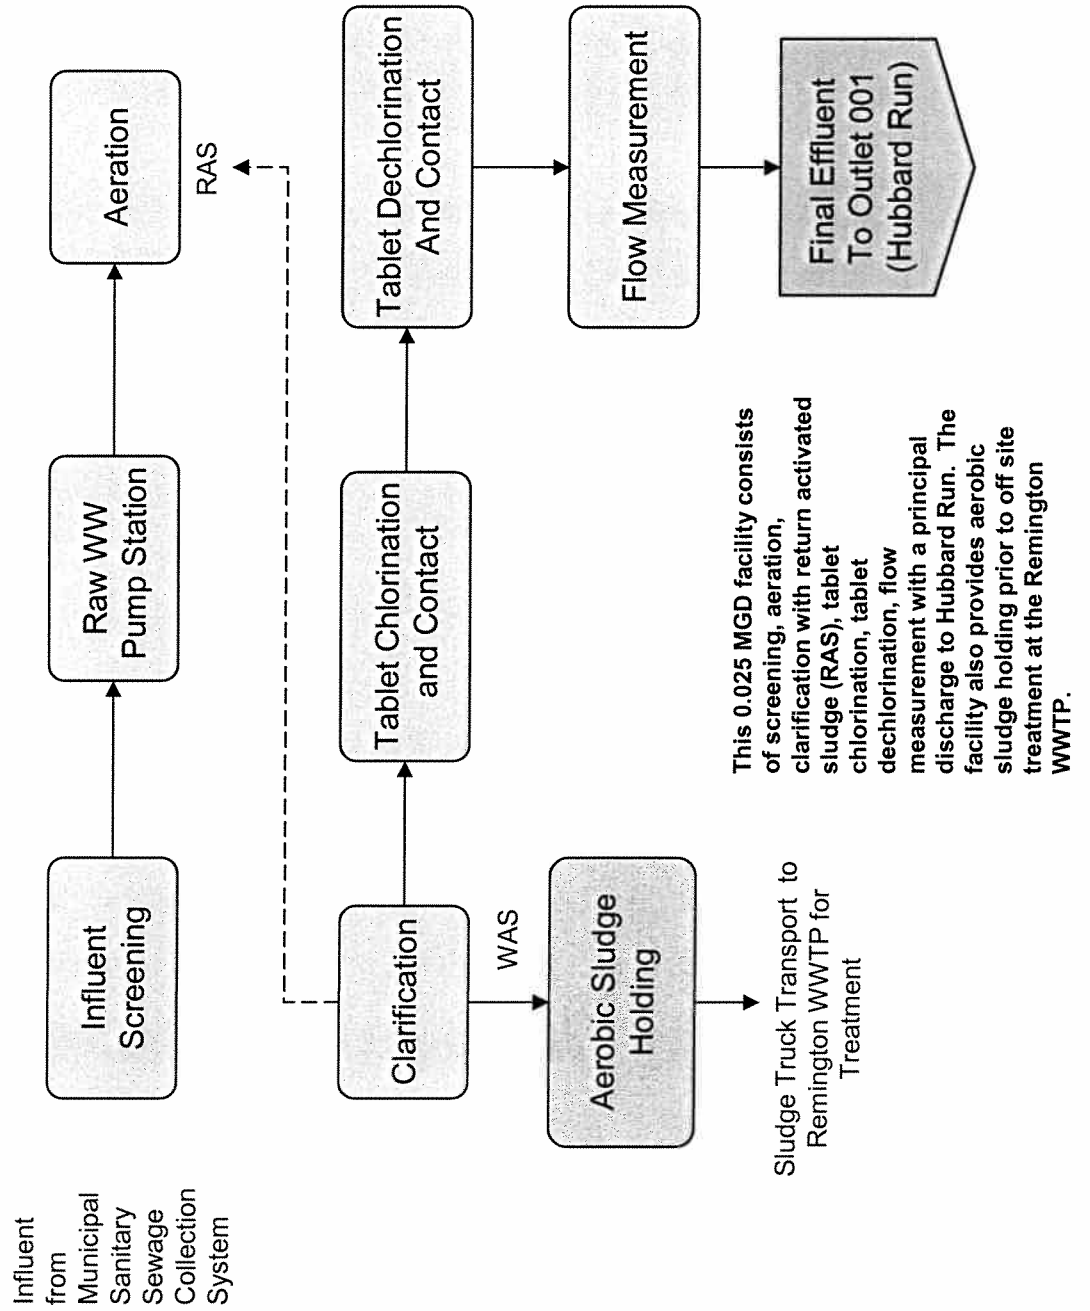 Influent
from
Municipal
Sanitary
Sewage
Collection
System
Influent
Screening
Raw WW
Pump Station
Aeration
RAS
Clarification
WAS
Tablet Chlorination
and Contact
Tablet Dechlorination
And Contact
Aerobic Sludge
Holding
Flow Measurement
Sludge Truck Transport to
Remington WWTP for
Treatment
This 0.025 MGD facility consists
of screening, aeration,
clarification with return activated
sludge (RAS), tablet
chlorination, tablet
dechlorination, flow
measurement with a principal
discharge to Hubbard Run. The
facility also provides aerobic
sludge holding prior to off site
treatment at the Remington
WWTP.
Final Effluent
To Outlet 001
(Hubbard Run)